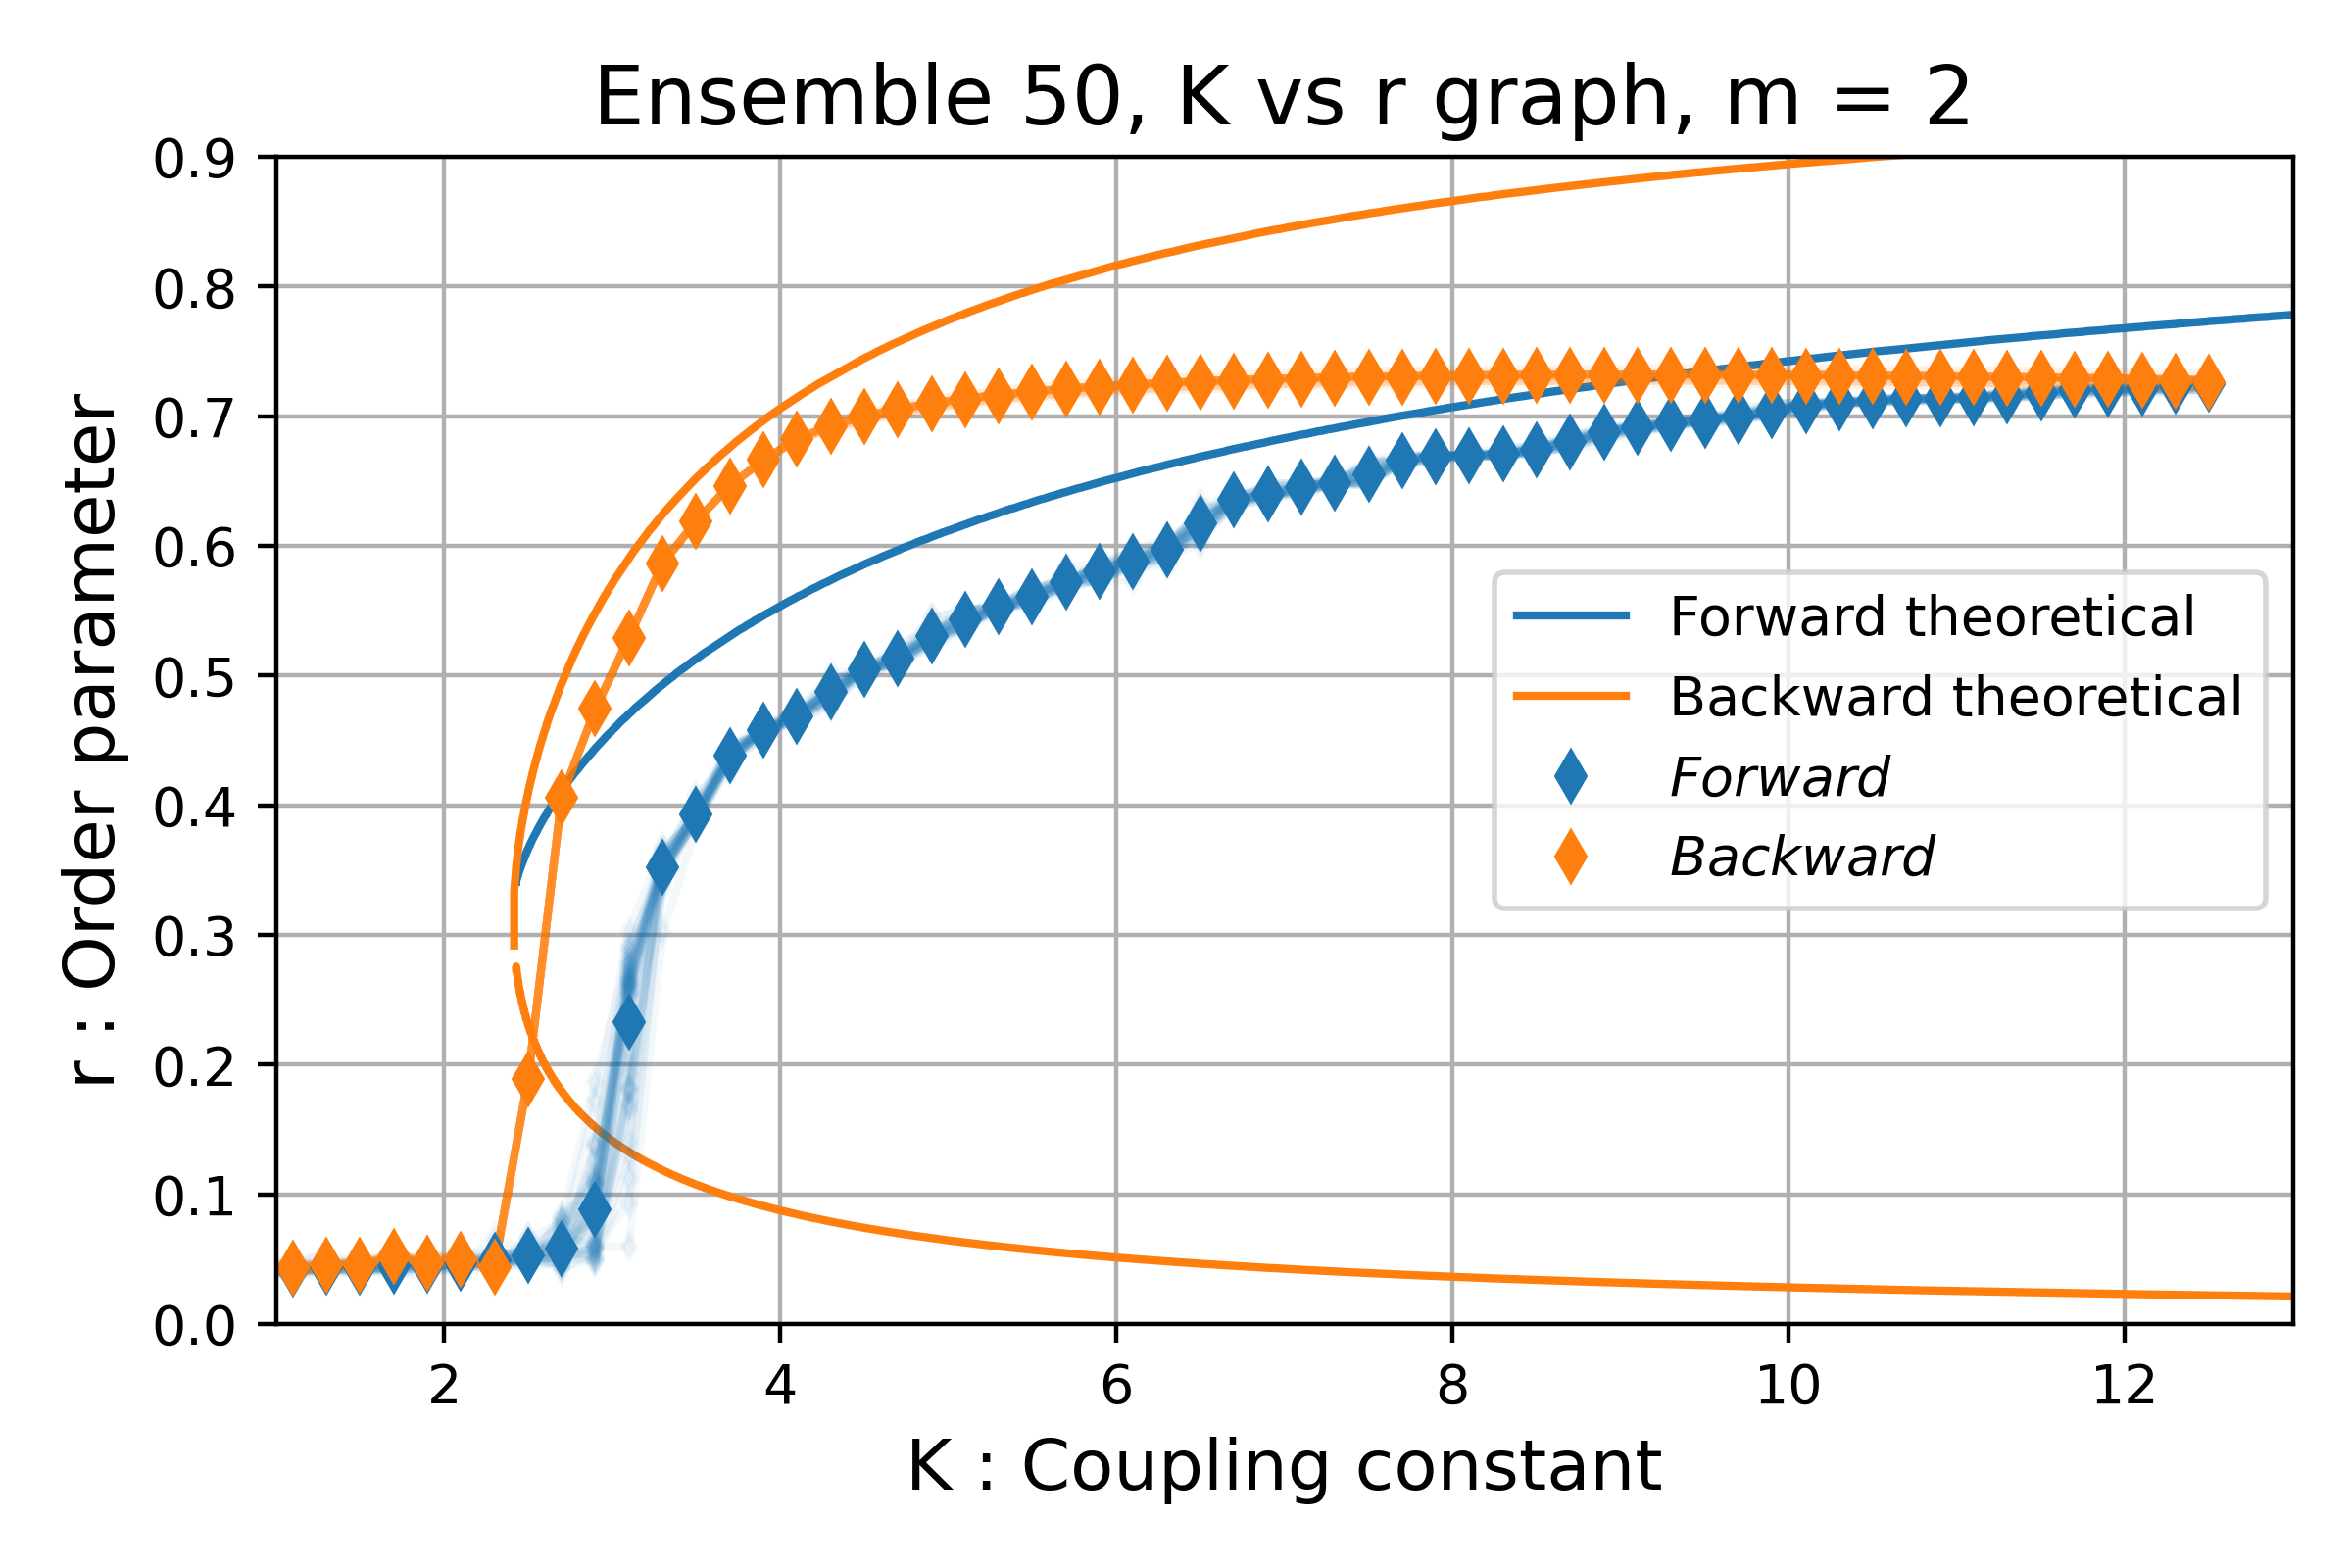 Ensemble 50, K vs r graph, m = 2
0.9
0.8
0.7
0.6
0.5
0.4
0.3
0.2
0.1
0.0
r : Order parameter
Forward theoretical
Backward theoretical
Forward
Backward
2 4 6 8 10 12
K : Coupling constant